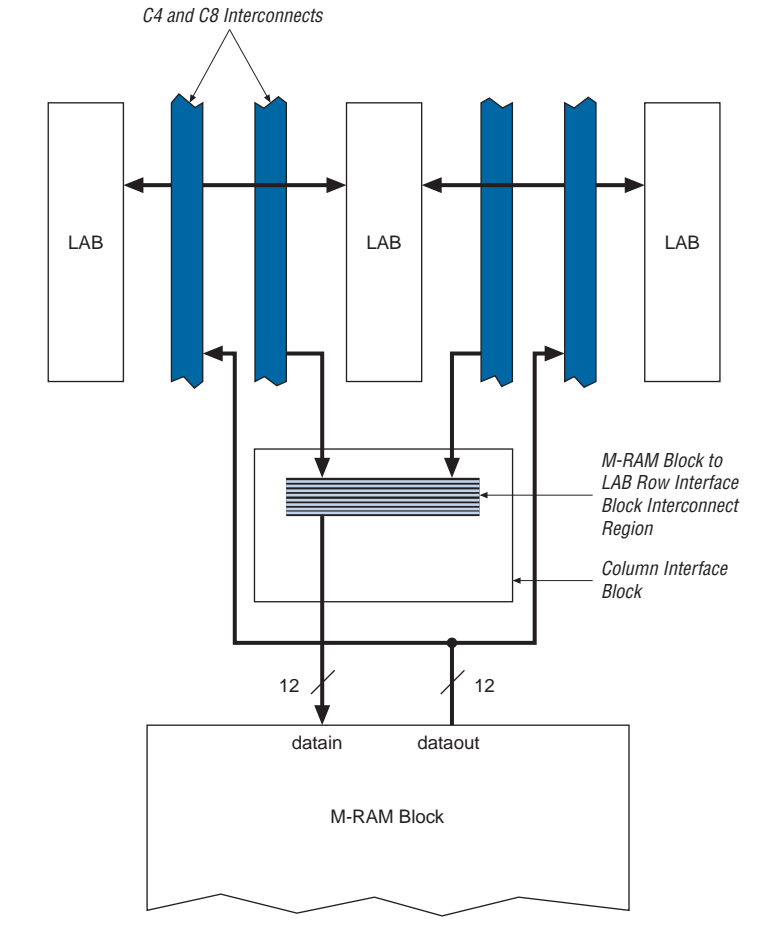 C4 and C8 Interconnects
LAB
LAB
LAB
M-RAM Block to
LAB Row Interface
Block Interconnect
Region
Column Interface
Block
12
12
datain
dataout
M-RAM Block